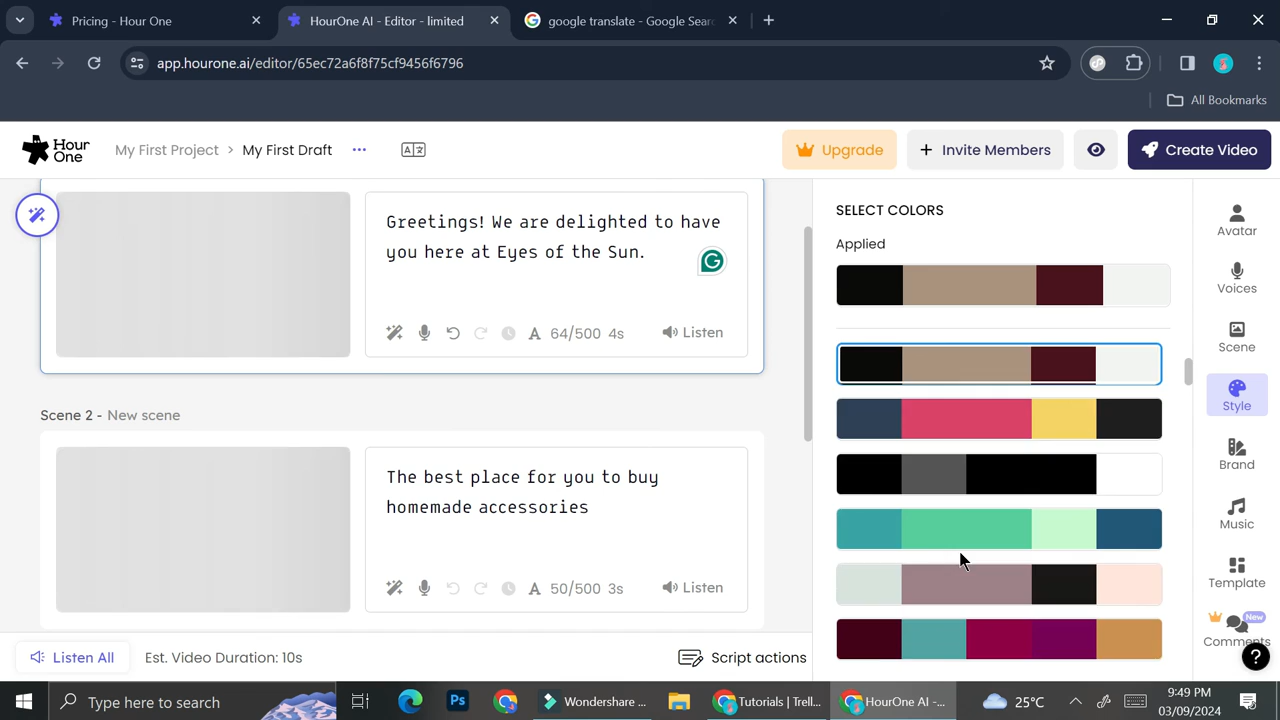 Pricing - Hour One
HourOne AI - Editor - limited
google translate - Google Sear
app.hourone.ai/editor/65ec72a6f8f75cf9456f6796
All Bookmarks
Hour One
My First Project > My First Draft ...
Upgrade
+ Invite Members
Create Video
Greetings! We are delighted to have
you here at Eyes of the Sun.
A 64/500 4s Listen
Scene 2 - New scene
The best place for you to buy
homemade accessories
A 50/500 3s Listen
Listen All
Est. Video Duration: 10s
Script actions
SELECT COLORS
Applied
Avatar
Voices
Scene
Style
Brand
Music
Template
New
Comments
?
Type here to search
Ps
Wondershare ...
Tutorials | Trell...
HourOne AI -...
25°C
9:49 PM
03/09/2024